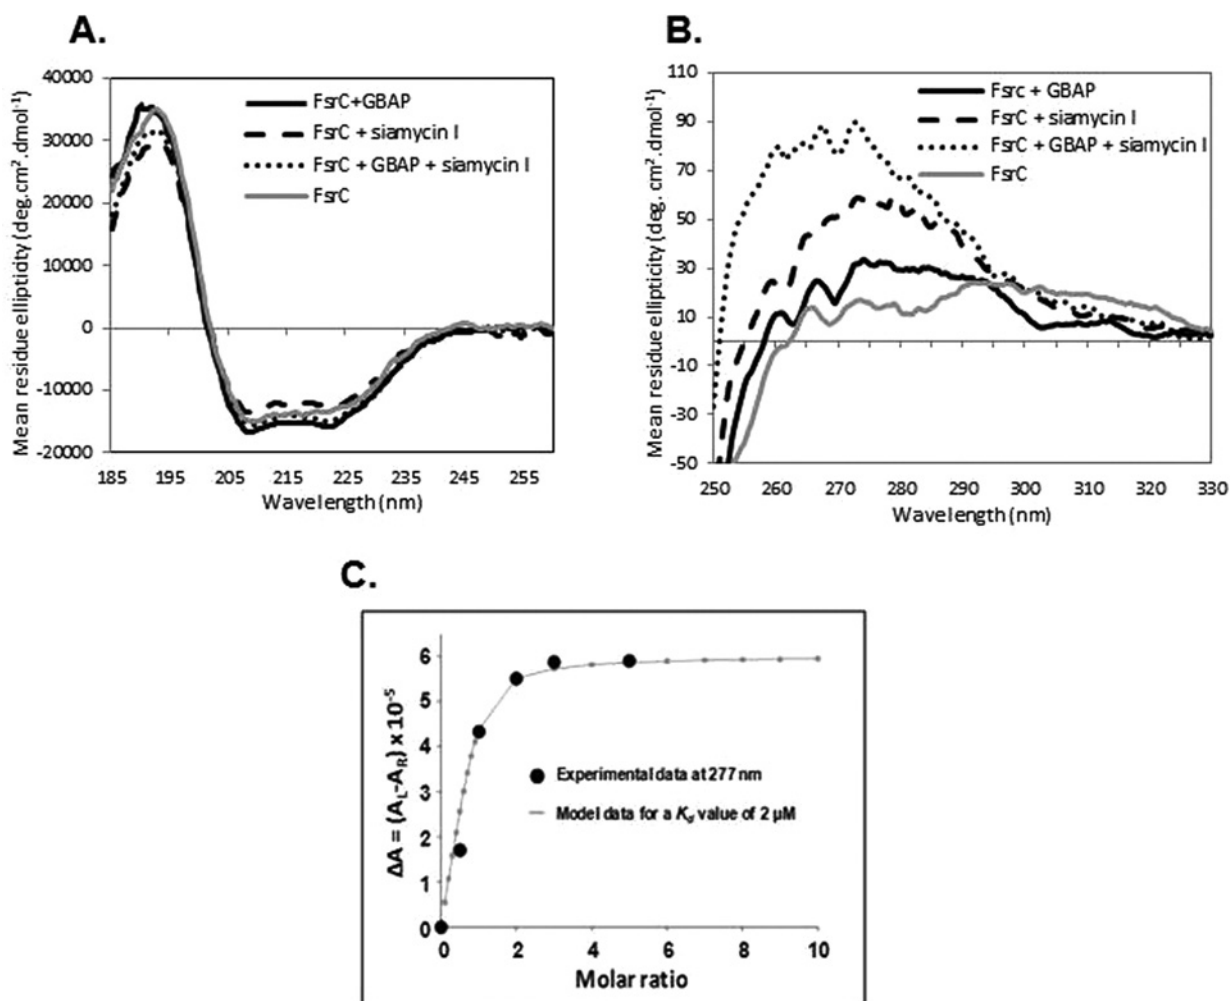 A.
Mean residue elliptidty (deg.cm².dmol⁻¹)
40000
30000
20000
10000
0
-10000
-20000
FsrC+GBAP
FsrC + siamycin I
FsrC + GBAP + siamycin I
FsrC
185 195 205 215 225 235 245 255
Wavelength (nm)
B.
Mean residue ellipticity (deg. cm².dmol⁻¹)
110
90
70
50
30
10
-10
-30
-50
Fsrc + GBAP
FsrC + siamycin I
FsrC + GBAP + siamycin I
FsrC
250 260 270 280 290 300 310 320 330
Wavelength (nm)
C.
ΔA = (A_L-A_R) x 10⁻⁵
6
5
4
3
2
1
0
Experimental data at 277 nm
Model data for a K_d value of 2 µM
0 2 4 6 8 10
Molar ratio